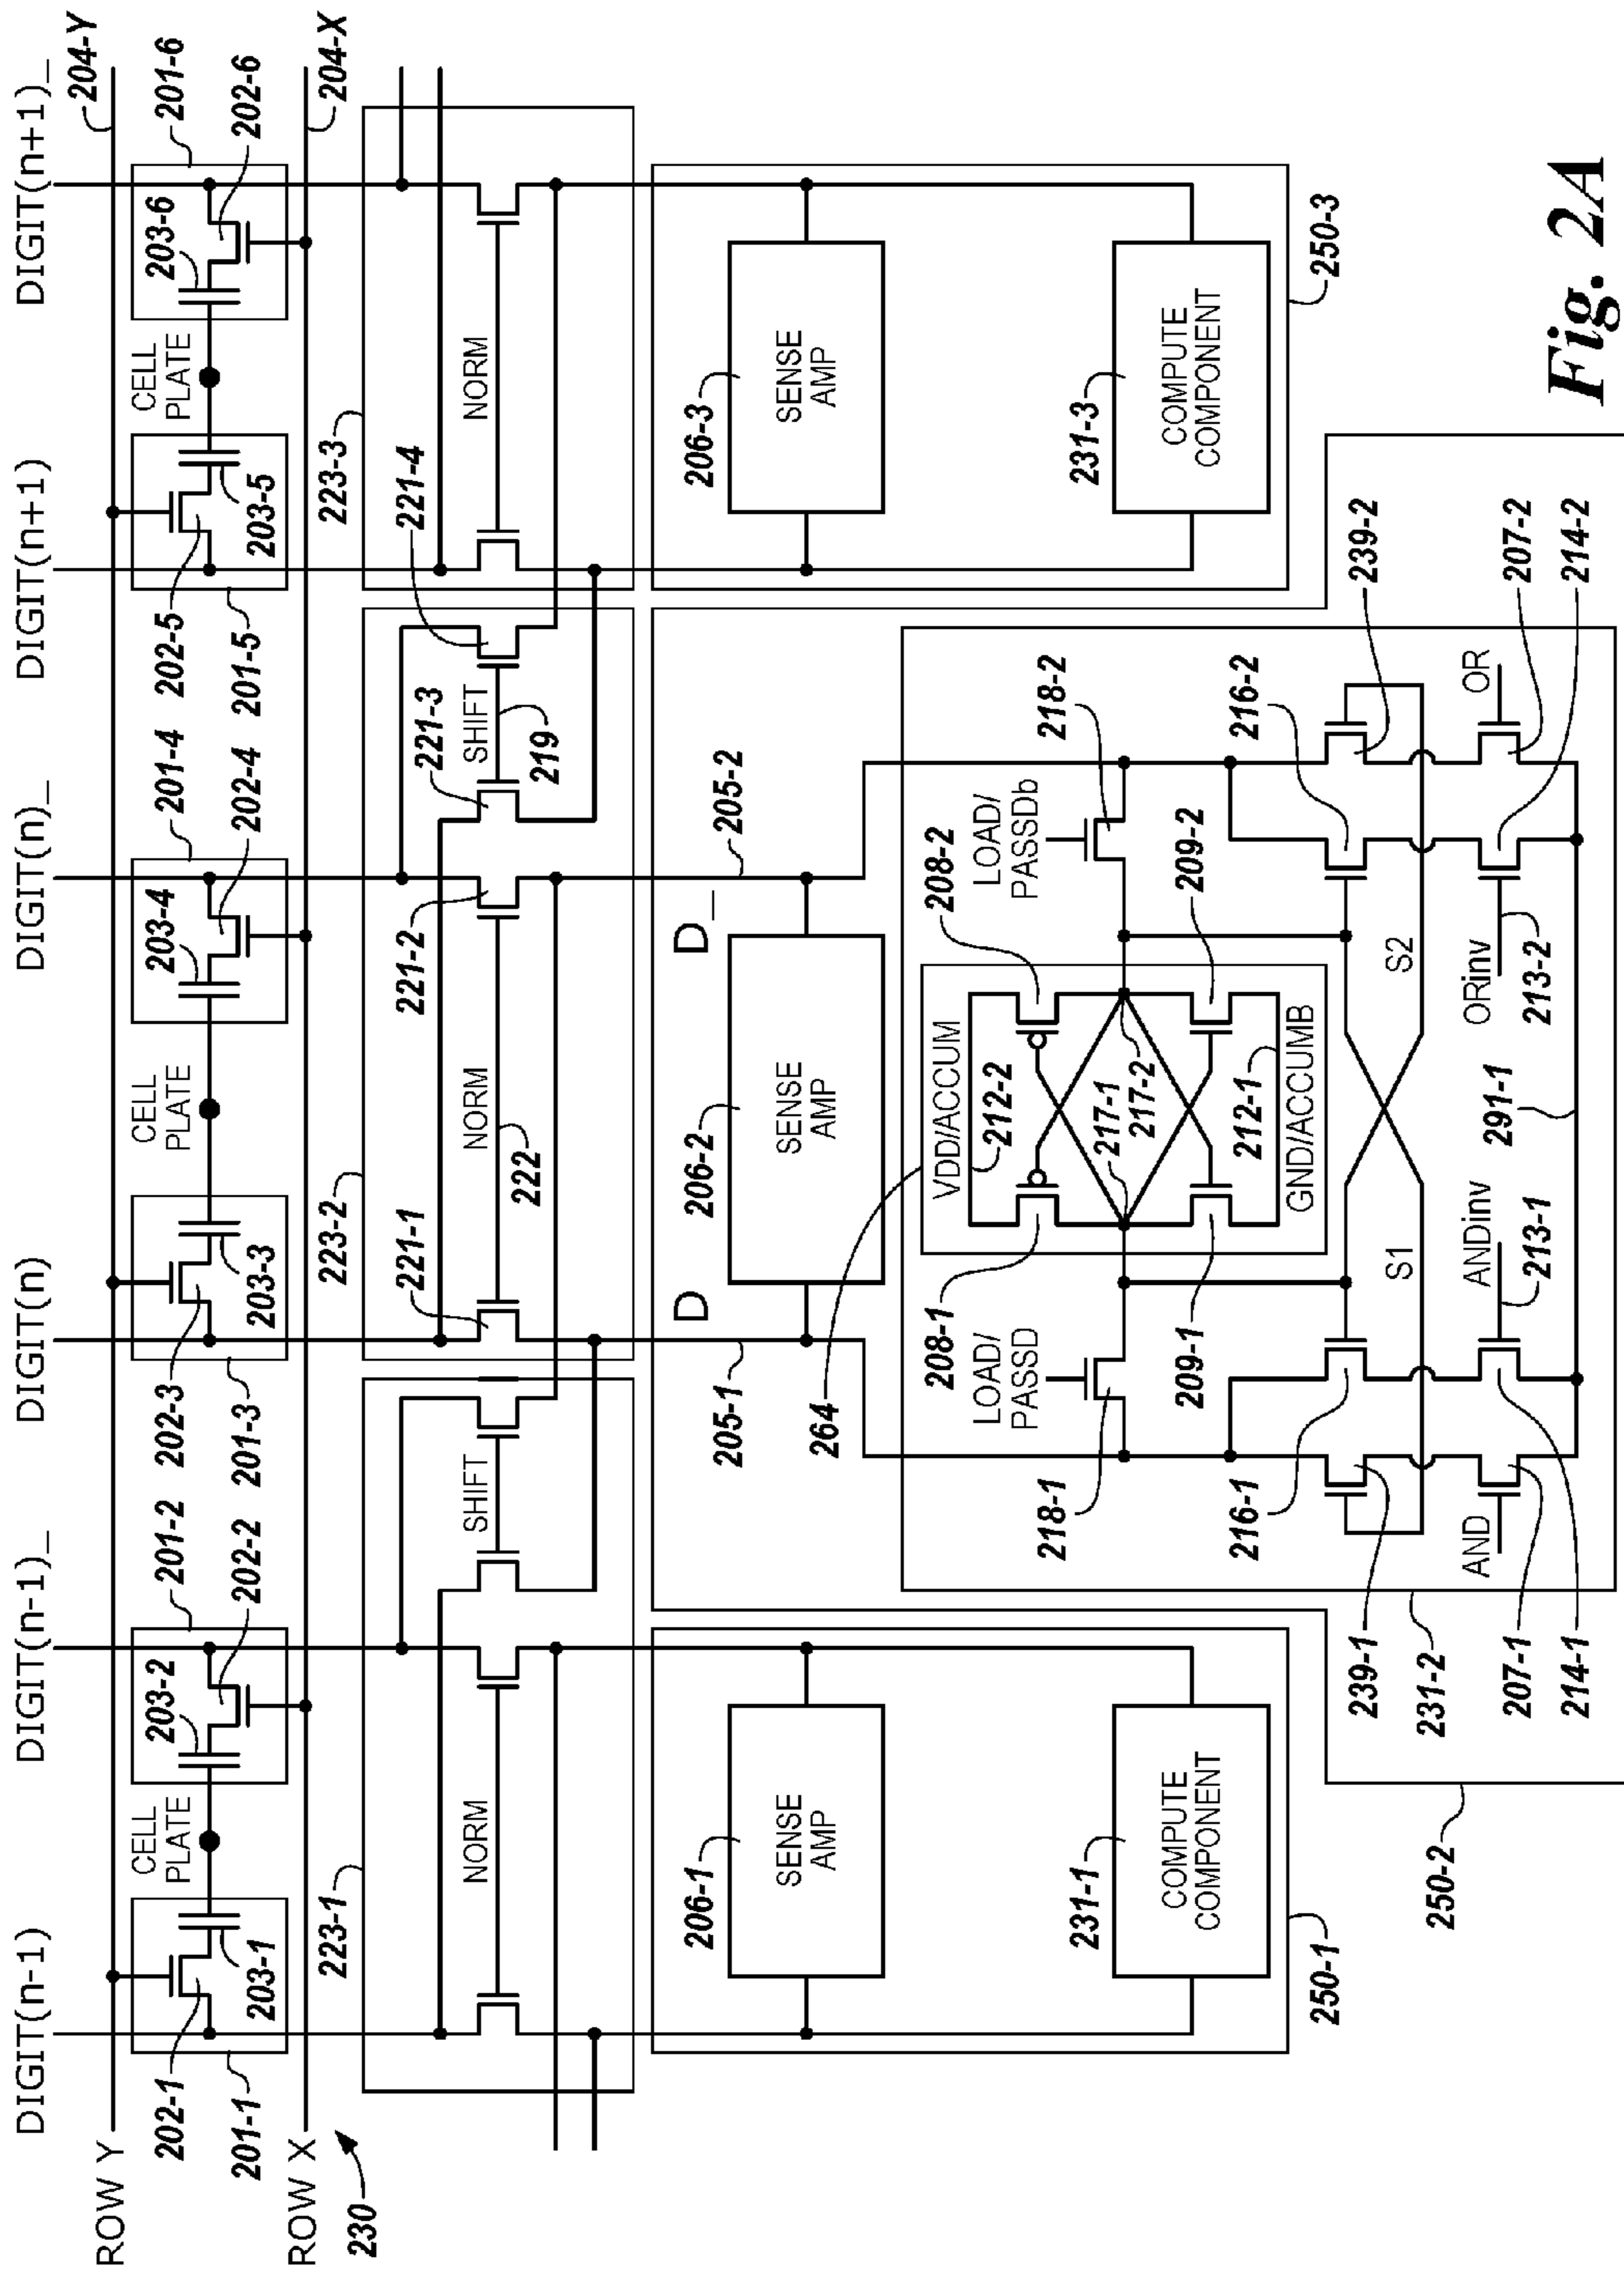 DIGIT(n-1)
DIGIT(n-1)_
DIGIT(n)
DIGIT(n)_
DIGIT(n+1)
DIGIT(n+1)_
ROW Y
204-Y
202-1
203-1
201-1
CELL
PLATE
203-2
202-2
201-2
202-3
203-3
201-3
CELL
PLATE
203-4
202-4
201-4
202-5
203-5
201-5
CELL
PLATE
203-6
202-6
201-6
ROW X
204-X
230
223-1
NORM
SHIFT
223-2
221-1
NORM
222
221-2
221-3
SHIFT
219
221-4
223-3
NORM
205-1
D
D_
205-2
206-1
SENSE
AMP
206-2
SENSE
AMP
206-3
SENSE
AMP
231-1
COMPUTE
COMPONENT
250-1
231-3
COMPUTE
COMPONENT
250-3
264
VDD/ACCUM
212-2
208-1
208-2
LOAD/
PASSD
218-1
LOAD/
PASSDb
218-2
217-1
217-2
209-1
209-2
212-1
GND/ACCUMB
216-1
216-2
239-1
S1
S2
239-2
231-2
AND
207-1
ANDinv
213-1
214-1
291-1
ORinv
213-2
OR
207-2
214-2
250-2
Fig. 2A